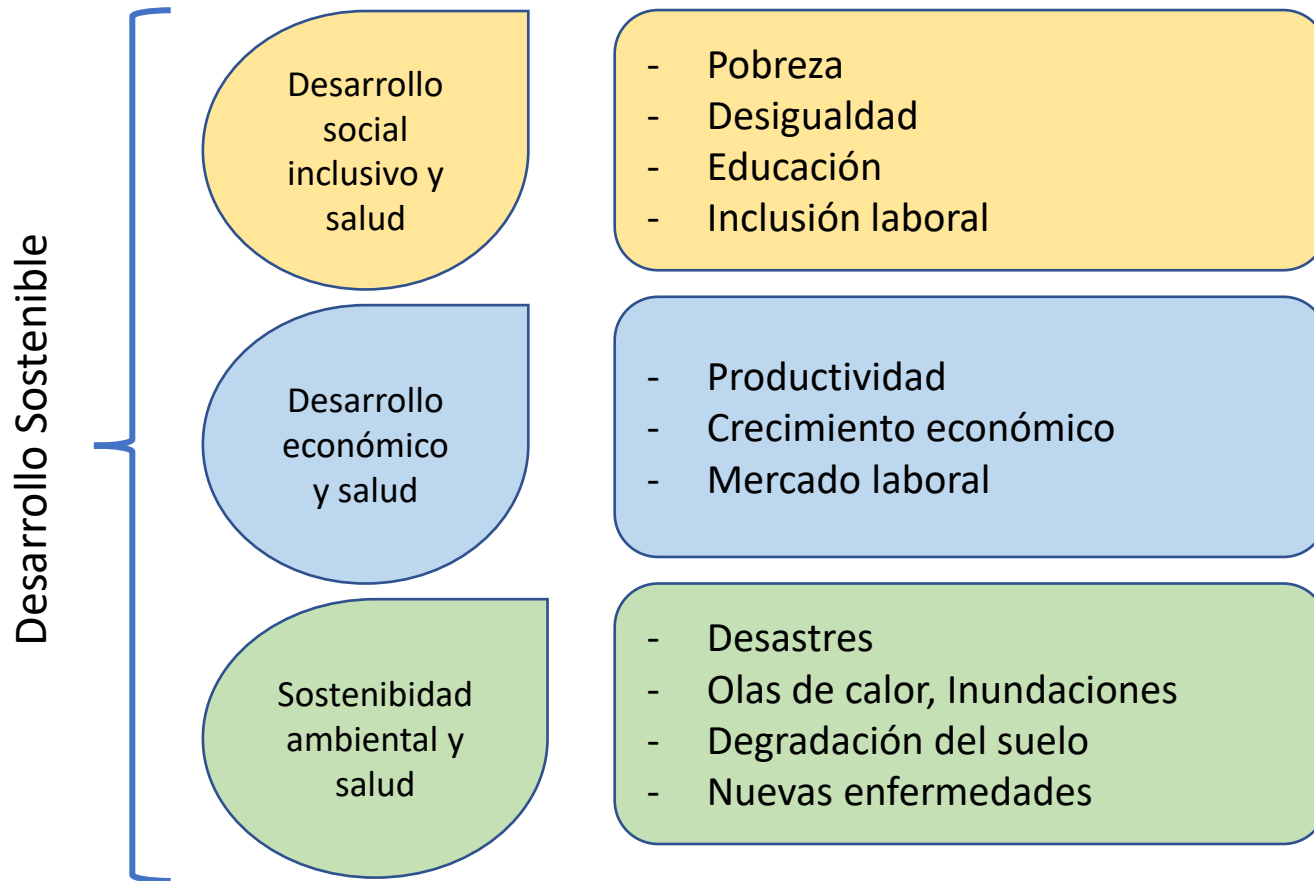 Desarrollo Sostenible
Desarrollo
social
inclusivo y
salud
- Pobreza
- Desigualdad
- Educación
- Inclusión laboral
Desarrollo
económico
y salud
- Productividad
- Crecimiento económico
- Mercado laboral
Sostenibidad
ambiental y
salud
- Desastres
- Olas de calor, Inundaciones
- Degradación del suelo
- Nuevas enfermedades